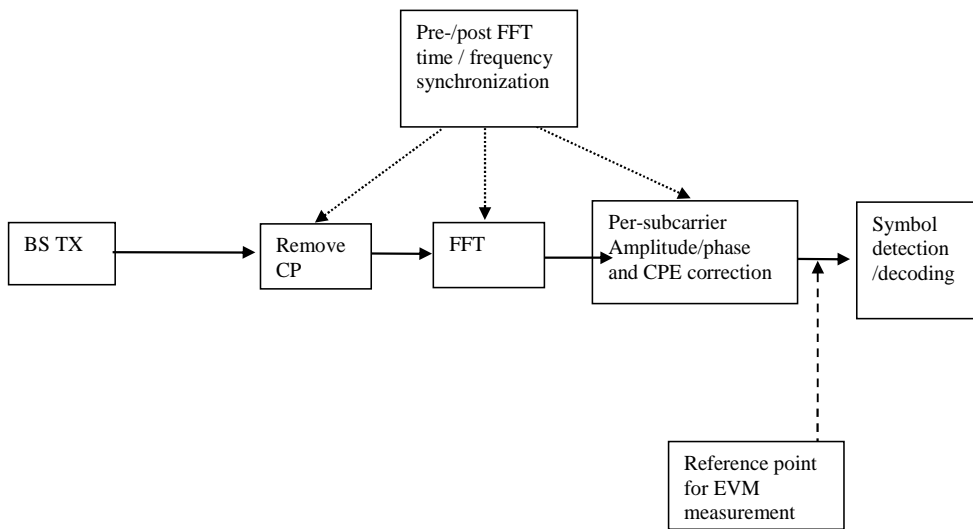 Pre-/post FFT
time / frequency
synchronization
BS TX
Remove
CP
FFT
Per-subcarrier
Amplitude/phase
and CPE correction
Symbol
detection
/decoding
Reference point
for EVM
measurement